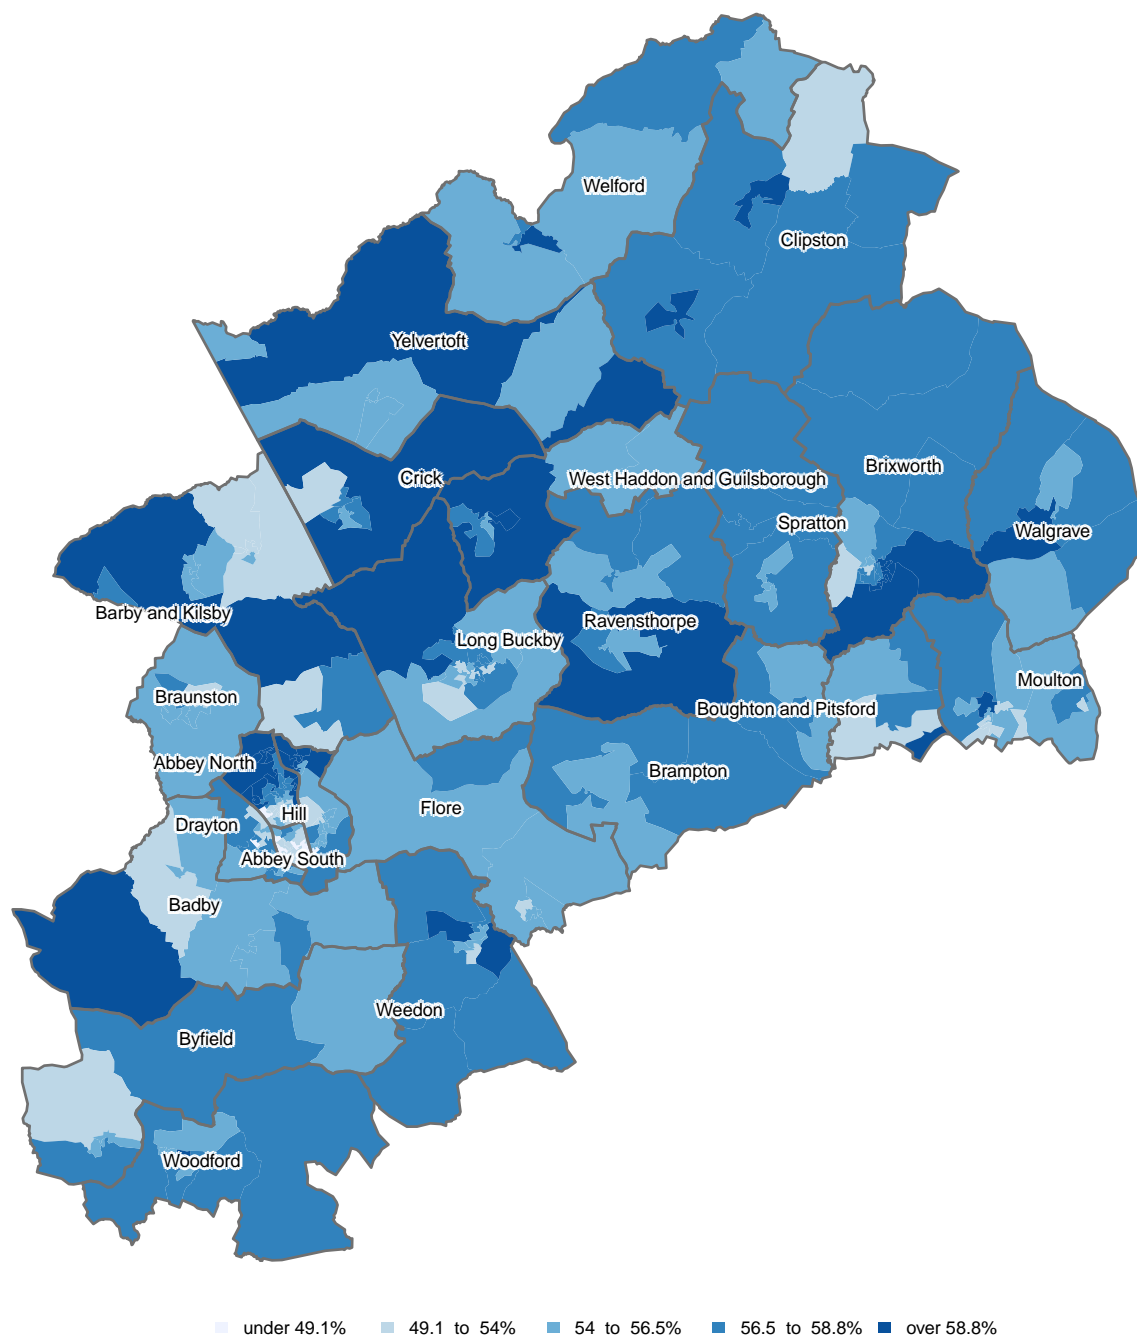 Welford
Clipston
Yelvertoft
Brixworth
Crick
West Haddon and Guilsborough
Spratton
Walgrave
Barby and Kilsby
Ravensthorpe
Long Buckby
Moulton
Braunston
Boughton and Pitsford
Abbey North
Brampton
Flore
Hill
Drayton
Abbey South
Badby
Weedon
Byfield
Woodford
under 49.1% 49.1 to 54% 54 to 56.5% 56.5 to 58.8% over 58.8%